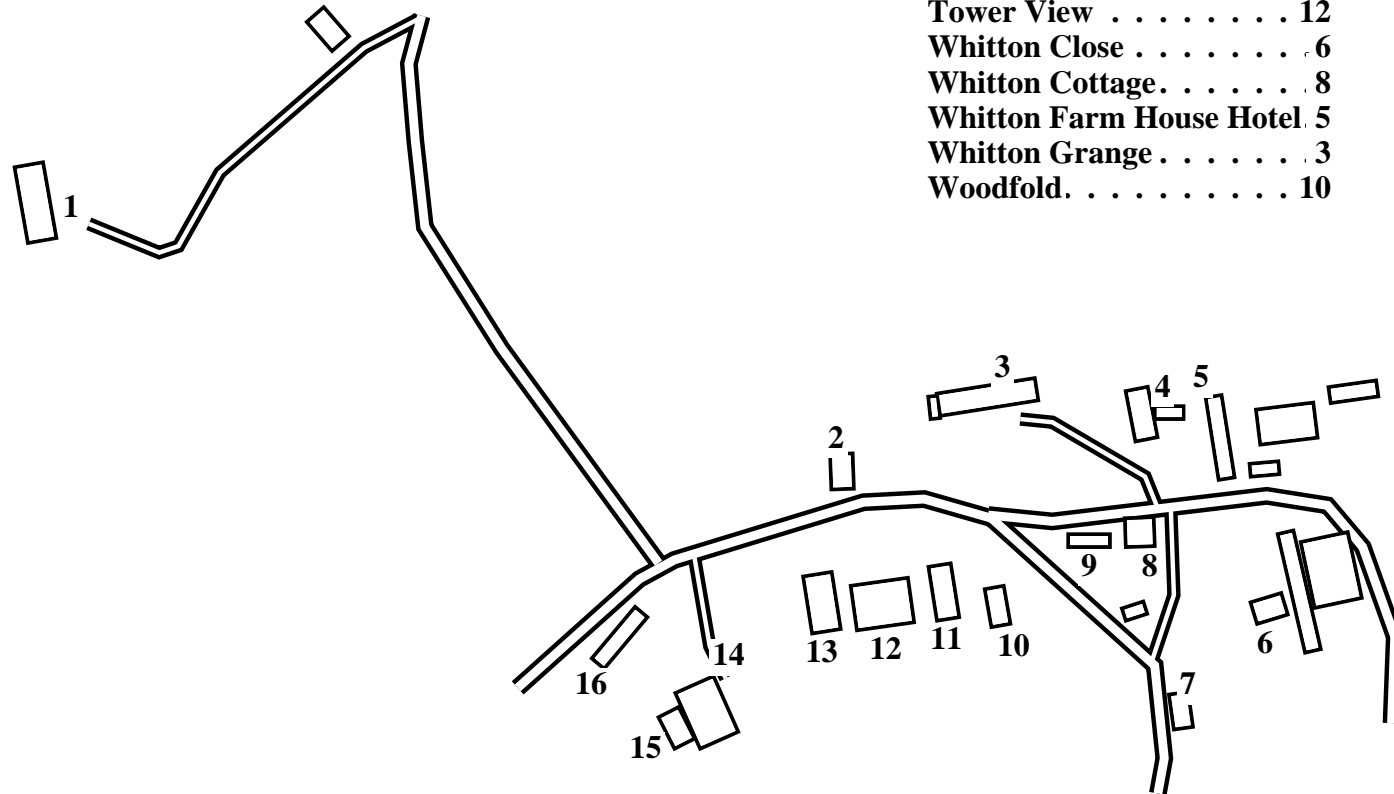 Tower View . . . . . . . . 12
Whitton Close . . . . . . . . 6
Whitton Cottage. . . . . . . 8
Whitton Farm House Hotel. 5
Whitton Grange . . . . . . . 3
Woodfold. . . . . . . . . . 10
1
2
3
4
5
9
8
13
12
11
10
6
14
16
7
15